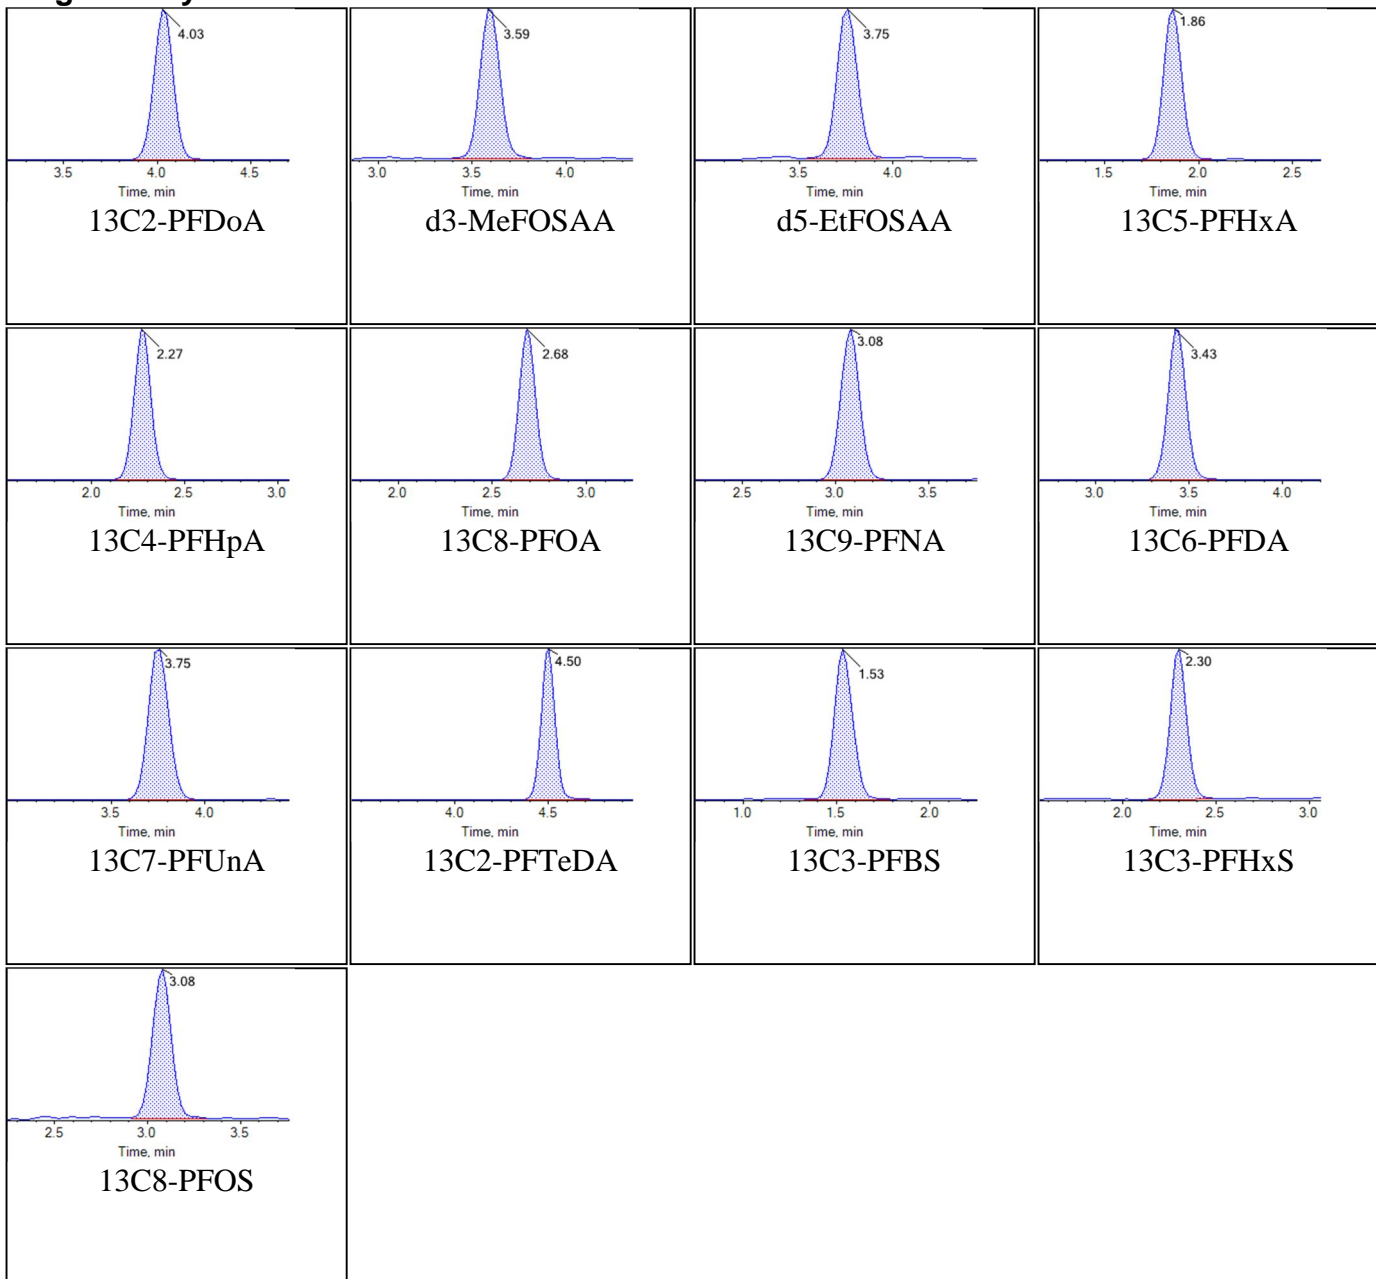 4.03
3.5 4.0 4.5
Time, min
13C2-PFDoA
3.59
3.0 3.5 4.0
Time, min
d3-MeFOSAA
3.75
3.5 4.0
Time, min
d5-EtFOSAA
1.86
1.5 2.0 2.5
Time, min
13C5-PFHxA
2.27
2.0 2.5 3.0
Time, min
13C4-PFHpA
2.68
2.0 2.5 3.0
Time, min
13C8-PFOA
3.08
2.5 3.0 3.5
Time, min
13C9-PFNA
3.43
3.0 3.5 4.0
Time, min
13C6-PFDA
3.75
3.5 4.0
Time, min
13C7-PFUnA
4.50
4.0 4.5
Time, min
13C2-PFTeDA
1.53
1.0 1.5 2.0
Time, min
13C3-PFBS
2.30
2.0 2.5 3.0
Time, min
13C3-PFHxS
3.08
2.5 3.0 3.5
Time, min
13C8-PFOS